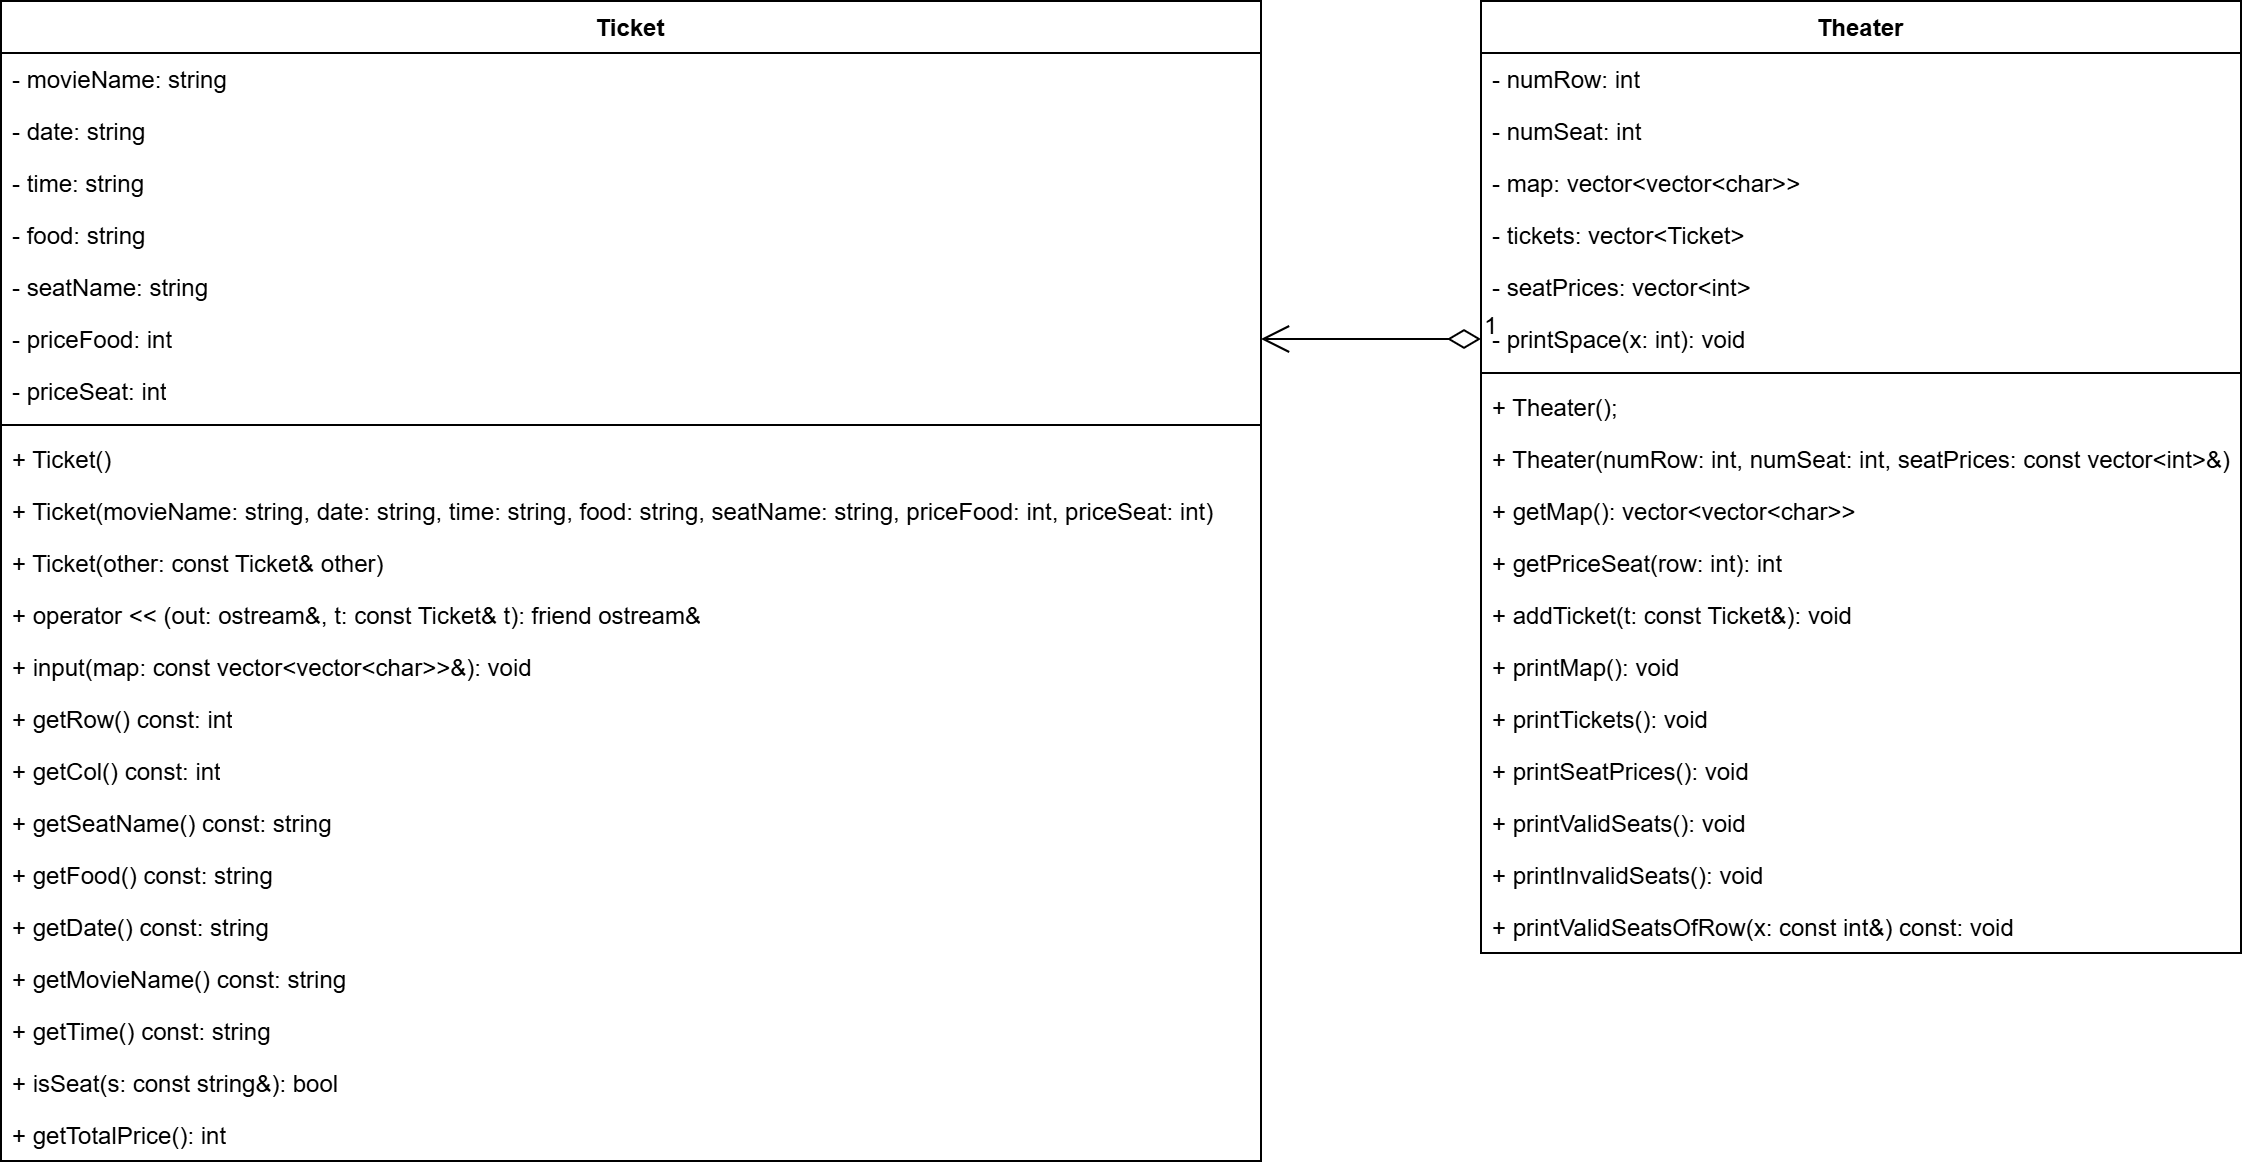 Ticket
- movieName: string
- date: string
- time: string
- food: string
- seatName: string
- priceFood: int
- priceSeat: int
+ Ticket()
+ Ticket(movieName: string, date: string, time: string, food: string, seatName: string, priceFood: int, priceSeat: int)
+ Ticket(other: const Ticket& other)
+ operator << (out: ostream&, t: const Ticket& t): friend ostream&
+ input(map: const vector<vector<char>>&): void
+ getRow() const: int
+ getCol() const: int
+ getSeatName() const: string
+ getFood() const: string
+ getDate() const: string
+ getMovieName() const: string
+ getTime() const: string
+ isSeat(s: const string&): bool
+ getTotalPrice(): int
Theater
- numRow: int
- numSeat: int
- map: vector<vector<char>>
- tickets: vector<Ticket>
- seatPrices: vector<int>
1
- printSpace(x: int): void
+ Theater();
+ Theater(numRow: int, numSeat: int, seatPrices: const vector<int>&)
+ getMap(): vector<vector<char>>
+ getPriceSeat(row: int): int
+ addTicket(t: const Ticket&): void
+ printMap(): void
+ printTickets(): void
+ printSeatPrices(): void
+ printValidSeats(): void
+ printInvalidSeats(): void
+ printValidSeatsOfRow(x: const int&) const: void